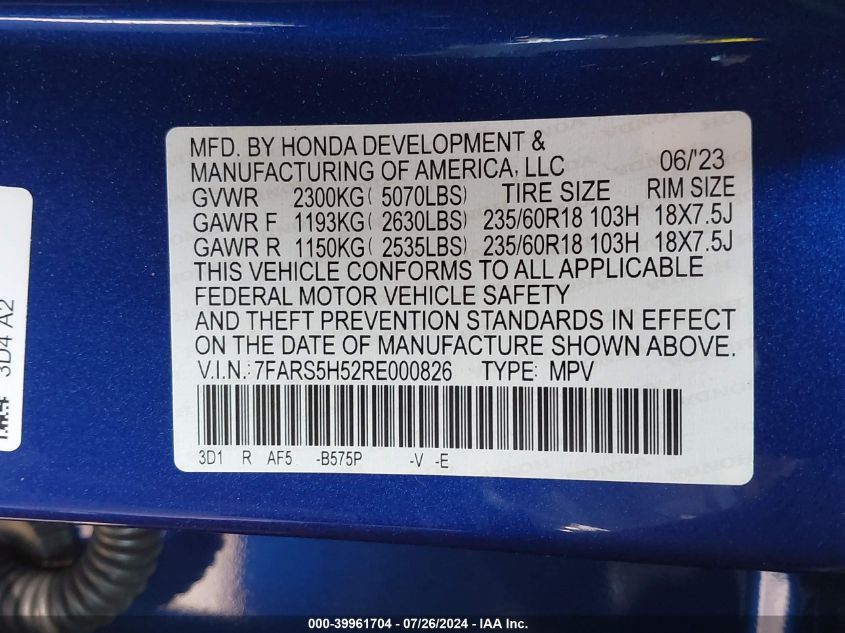 MFD. BY HONDA DEVELOPMENT &
MANUFACTURING OF AMERICA, LLC 06/'23
GVWR 2300KG( 5070LBS) TIRE SIZE RIM SIZE
GAWR F 1193KG( 2630LBS) 235/60R18 103H 18X7.5J
GAWR R 1150KG( 2535LBS) 235/60R18 103H 18X7.5J
THIS VEHICLE CONFORMS TO ALL APPLICABLE
FEDERAL MOTOR VEHICLE SAFETY
AND THEFT PREVENTION STANDARDS IN EFFECT
ON THE DATE OF MANUFACTURE SHOWN ABOVE.
V.I.N.: 7FARS5H52RE000826 TYPE: MPV
3D1 R AF5 -B575P -V -E
3D4 A2
000-39961704 - 07/26/2024 - IAA Inc.